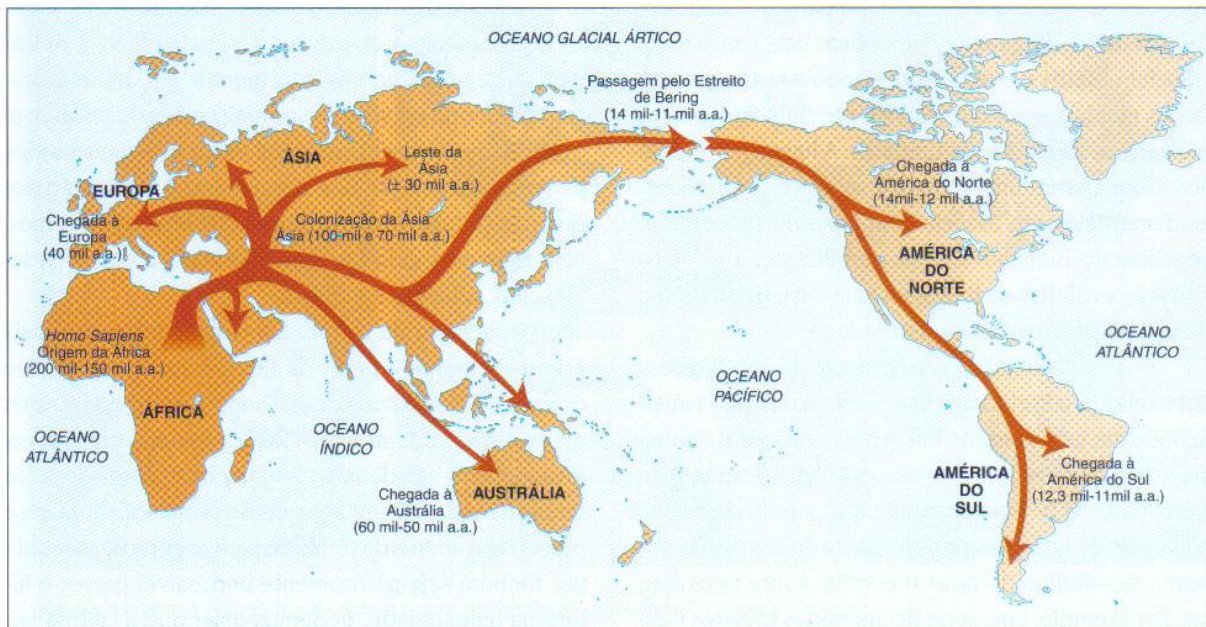 OCEANO GLACIAL ÁRTICO
Passagem pelo Estreito
de Bering
(14 mil-11 mil a.a.)
ÁSIA
Leste da
Ásia
(± 30 mil a.a.)
EUROPA
Chegada à
Europa
(40 mil a.a.)
Colonização da Ásia
Ásia (100 mil e 70 mil a.a.)
Chegada à
América do Norte
(14mil-12 mil a.a.)
AMÉRICA
DO
NORTE
Homo Sapiens
Origem da África
(200 mil-150 mil a.a.)
ÁFRICA
OCEANO
ATLÂNTICO
OCEANO
ÍNDICO
OCEANO
PACÍFICO
OCEANO
ATLÂNTICO
Chegada à
Austrália
(60 mil-50 mil a.a.)
AUSTRÁLIA
AMÉRICA
DO
SUL
Chegada à
América do Sul
(12,3 mil-11mil a.a.)